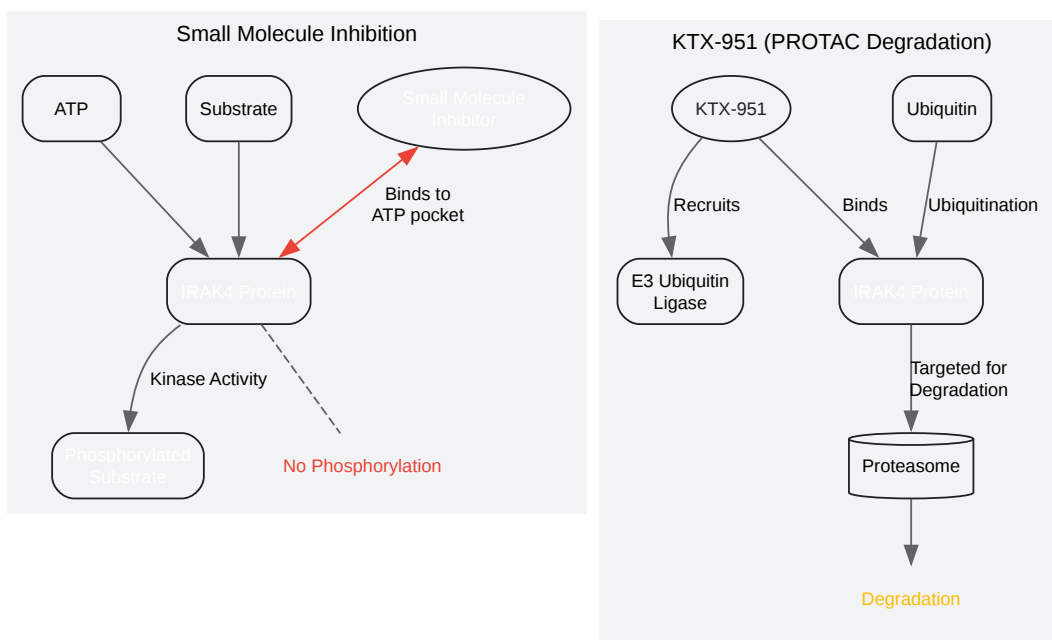 Small Molecule Inhibition
ATP
Substrate
Small Molecule
Inhibitor
Binds to
ATP pocket
IRAK4 Protein
Kinase Activity
Phosphorylated
Substrate
No Phosphorylation
KTX-951 (PROTAC Degradation)
KTX-951
Ubiquitin
Recruits
Binds
Ubiquitination
E3 Ubiquitin
Ligase
IRAK4 Protein
Targeted for
Degradation
Proteasome
Degradation